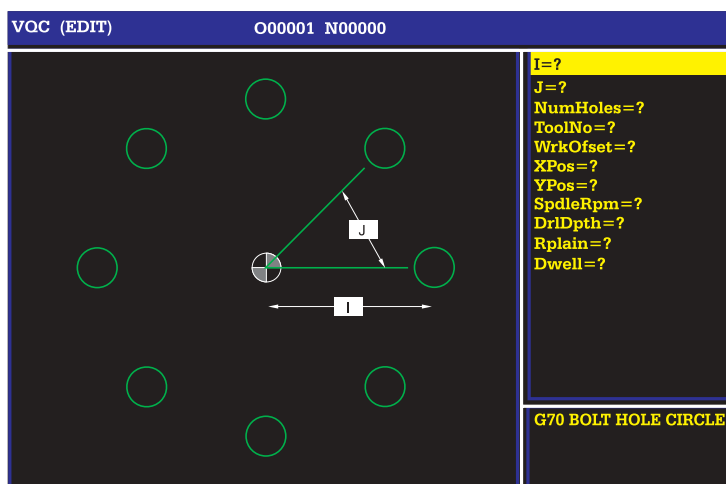 VQC (EDIT) O00001 N00000
I=?
J=?
NumHoles=?
ToolNo=?
WrkOfset=?
XPos=?
YPos=?
SpdleRpm=?
DrlDpth=?
Rplain=?
Dwell=?
J
I
G70 BOLT HOLE CIRCLE